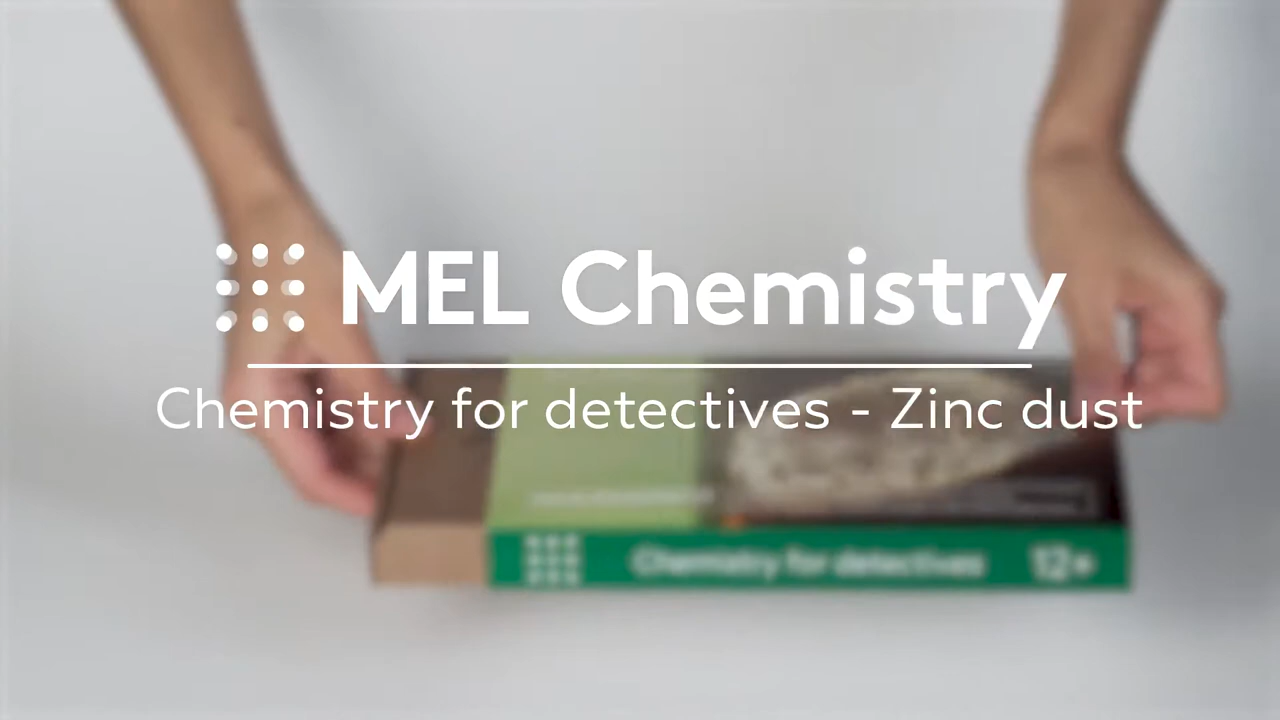 MEL Chemistry
Chemistry for detectives - Zinc dust
Chemistry for detectives 12+